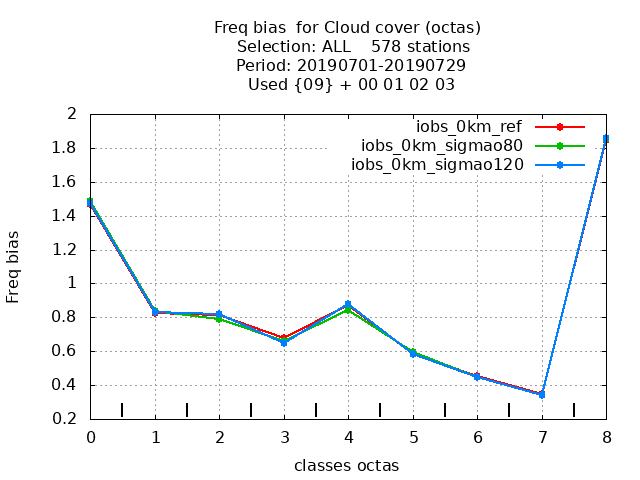 Freq bias  for Cloud cover (octas)
Selection: ALL    578 stations
Period: 20190701-20190729
Used {09} + 00 01 02 03
iobs_0km_ref
iobs_0km_sigmao80
iobs_0km_sigmao120
Freq bias
2
1.8
1.6
1.4
1.2
1
0.8
0.6
0.4
0.2
0 1 2 3 4 5 6 7 8
classes octas